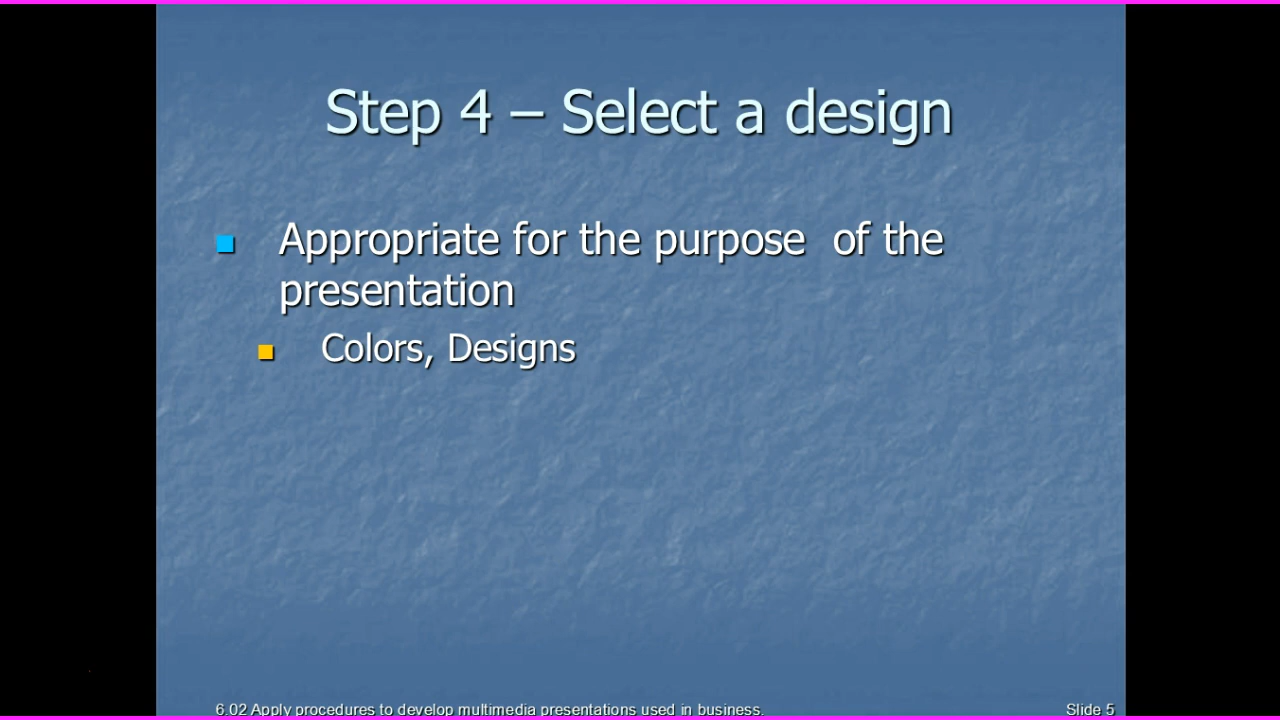 Step 4 – Select a design
Appropriate for the purpose  of the
presentation
Colors, Designs
6.02 Apply procedures to develop multimedia presentations used in business.
Slide 5